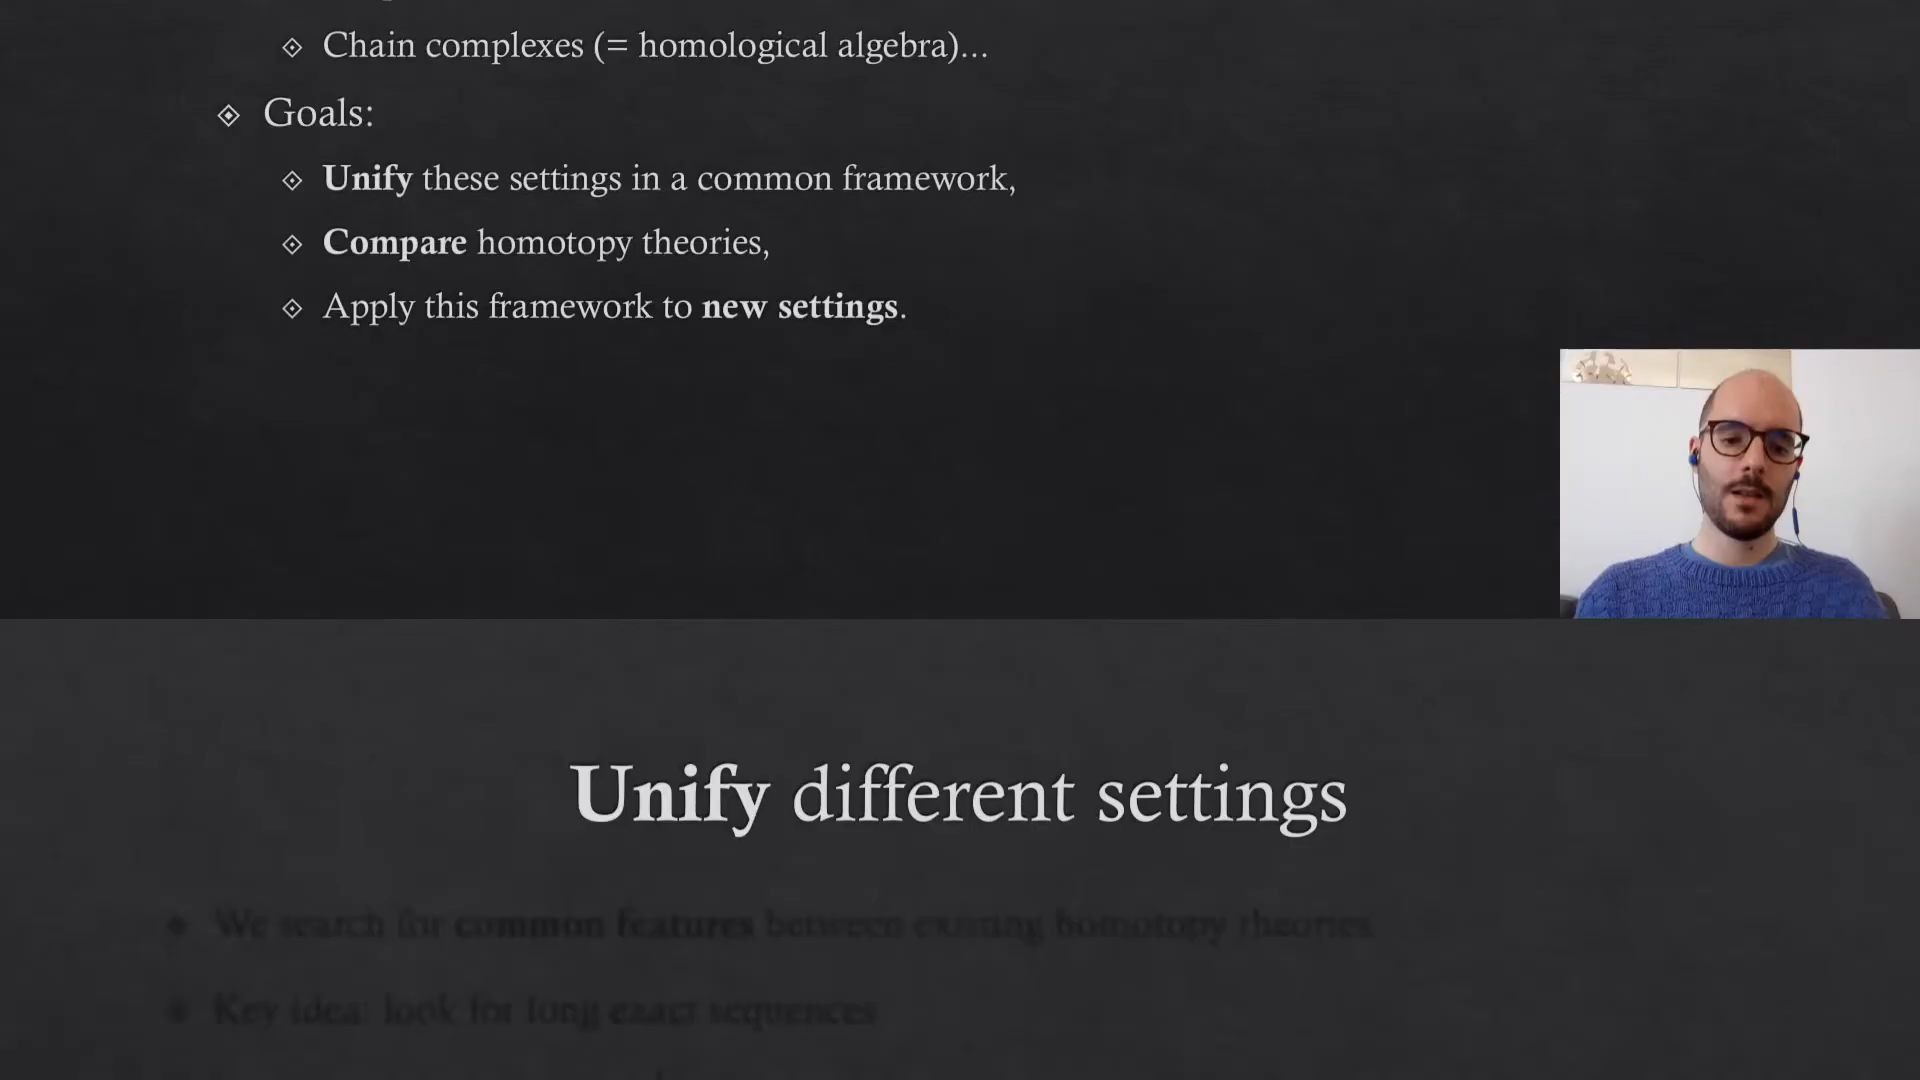 Chain complexes (= homological algebra)...
Goals:
Unify these settings in a common framework,
Compare homotopy theories,
Apply this framework to new settings.
Unify different settings
We search for common features between existing homotopy theories
Key idea: look for long exact sequences